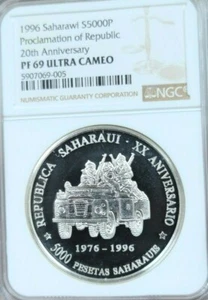 1996 Saharawi S5000P
Proclamation of Republic
20th Anniversary
PF 69 ULTRA CAMEO
5907069-005
NUMISMATIC GUARANTY CORPORATION
NGC
REPUBLICA SAHARAUI - XX ANIVERSARIO
1976-1996
5000 PESETAS SAHARAUIS